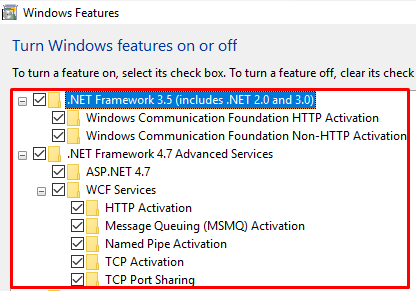 Windows Features
Turn Windows features on or off
To turn a feature on, select its check box. To turn a feature off, clear its check
.NET Framework 3.5 (includes .NET 2.0 and 3.0)
Windows Communication Foundation HTTP Activation
Windows Communication Foundation Non-HTTP Activation
.NET Framework 4.7 Advanced Services
ASP.NET 4.7
WCF Services
HTTP Activation
Message Queuing (MSMQ) Activation
Named Pipe Activation
TCP Activation
TCP Port Sharing